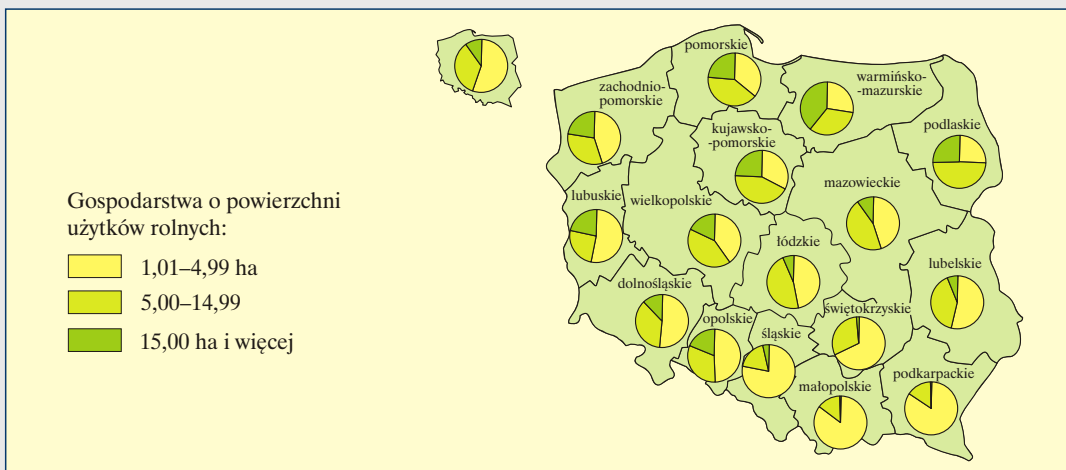 pomorskie
warmińsko-
-mazurskie
zachodnio-
pomorskie
podlaskie
kujawsko-
-pomorskie
mazowieckie
lubuskie
wielkopolskie
łódzkie
lubelskie
dolnośląskie
świętokrzyskie
opolskie
śląskie
podkarpackie
małopolskie
Gospodarstwa o powierzchni
użytków rolnych:
1,01–4,99 ha
5,00–14,99
15,00 ha i więcej